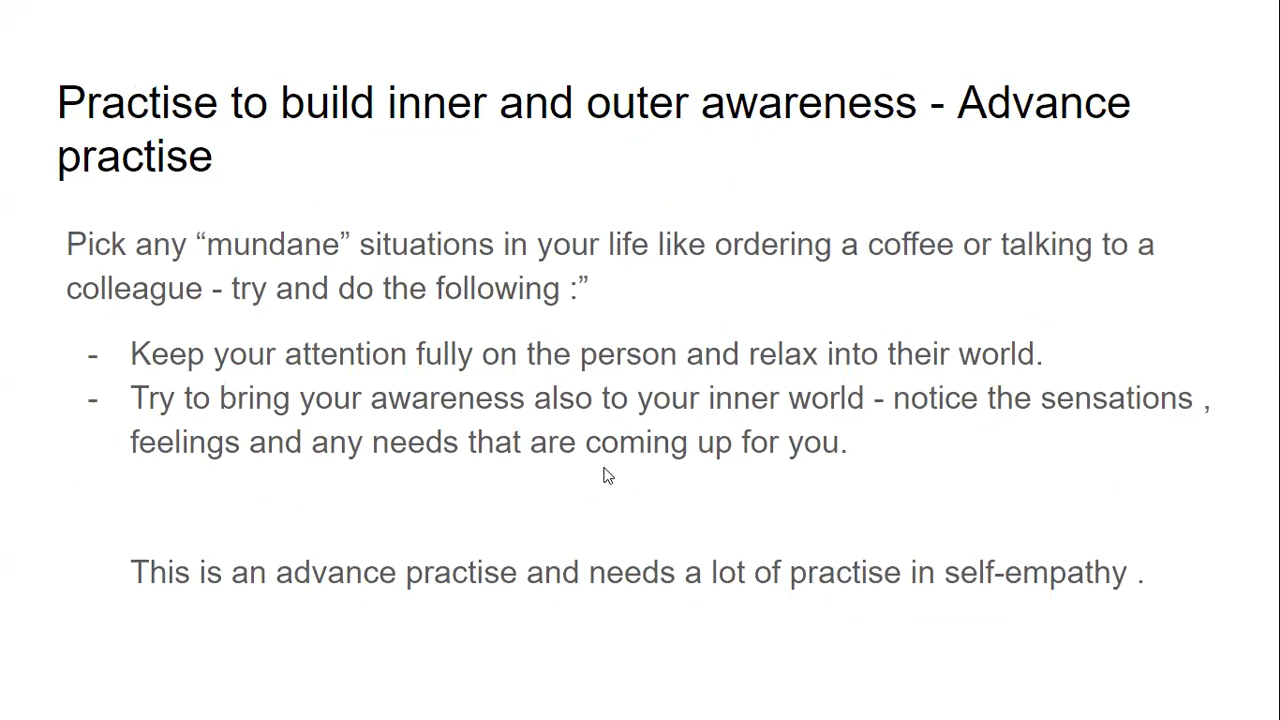 Practise to build inner and outer awareness - Advance
practise
Pick any “mundane” situations in your life like ordering a coffee or talking to a
colleague - try and do the following :”
- Keep your attention fully on the person and relax into their world.
- Try to bring your awareness also to your inner world - notice the sensations ,
feelings and any needs that are coming up for you.
This is an advance practise and needs a lot of practise in self-empathy .